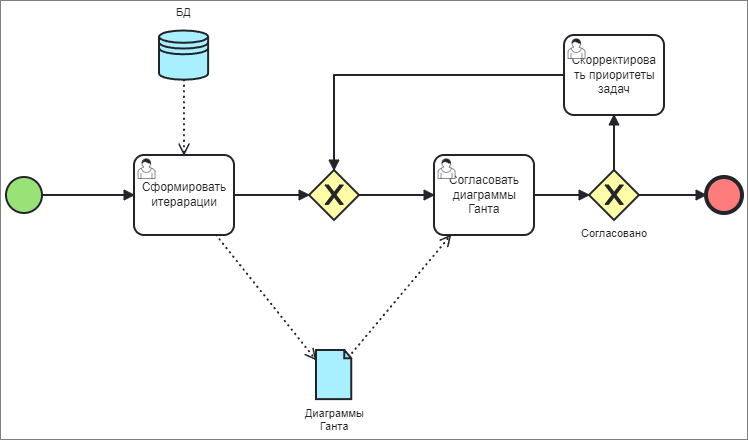 БД
Скорректирова
ть приоритеты
задач
Сформировать
итерарации
Согласовать
диаграммы
Ганта
Согласовано
Диаграммы
Ганта